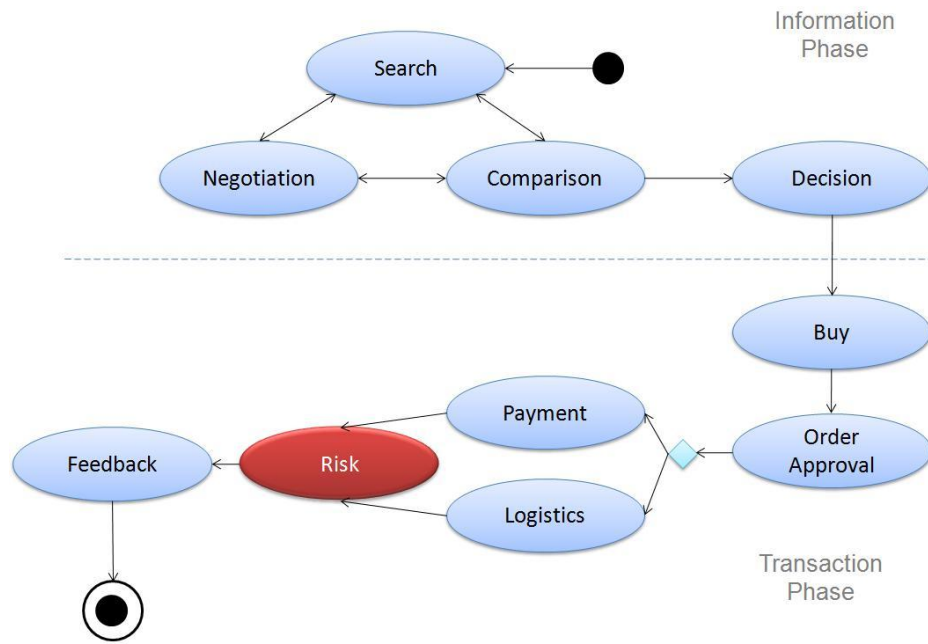 Information
Phase
Search
Negotiation
Comparison
Decision
Buy
Payment
Order
Approval
Feedback
Risk
Logistics
Transaction
Phase